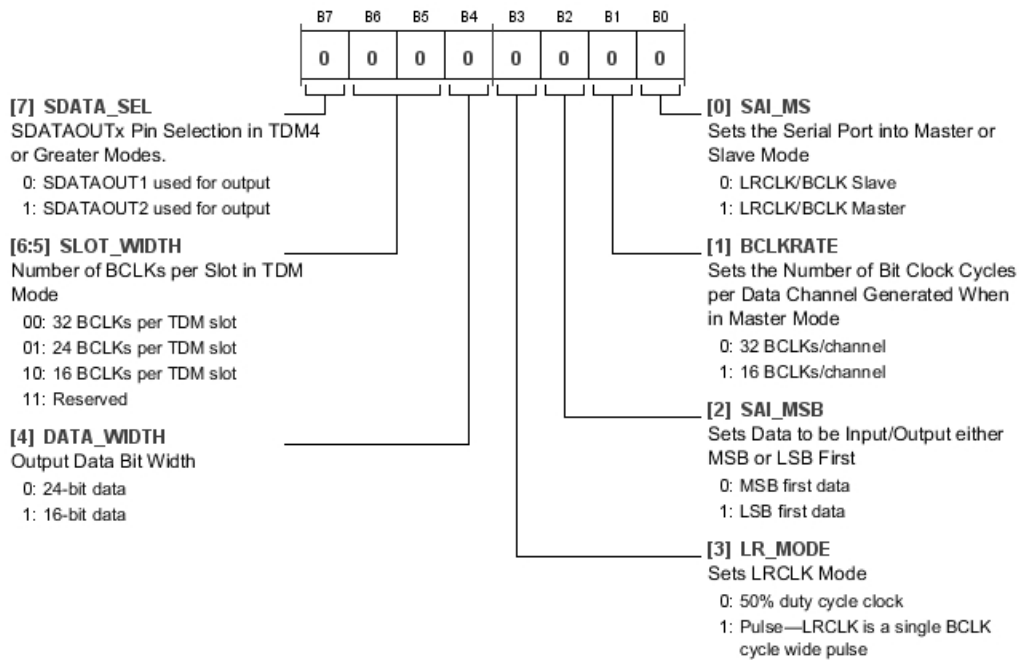 B7 B6 B5 B4 B3 B2 B1 B0
0 0 0 0 0 0 0 0
[7] SDATA_SEL
SDATAOUTx Pin Selection in TDM4
or Greater Modes.
0: SDATAOUT1 used for output
1: SDATAOUT2 used for output
[6:5] SLOT_WIDTH
Number of BCLKs per Slot in TDM
Mode
00: 32 BCLKs per TDM slot
01: 24 BCLKs per TDM slot
10: 16 BCLKs per TDM slot
11: Reserved
[4] DATA_WIDTH
Output Data Bit Width
0: 24-bit data
1: 16-bit data
[0] SAI_MS
Sets the Serial Port into Master or
Slave Mode
0: LRCLK/BCLK Slave
1: LRCLK/BCLK Master
[1] BCLKRATE
Sets the Number of Bit Clock Cycles
per Data Channel Generated When
in Master Mode
0: 32 BCLKs/channel
1: 16 BCLKs/channel
[2] SAI_MSB
Sets Data to be Input/Output either
MSB or LSB First
0: MSB first data
1: LSB first data
[3] LR_MODE
Sets LRCLK Mode
0: 50% duty cycle clock
1: Pulse—LRCLK is a single BCLK
cycle wide pulse